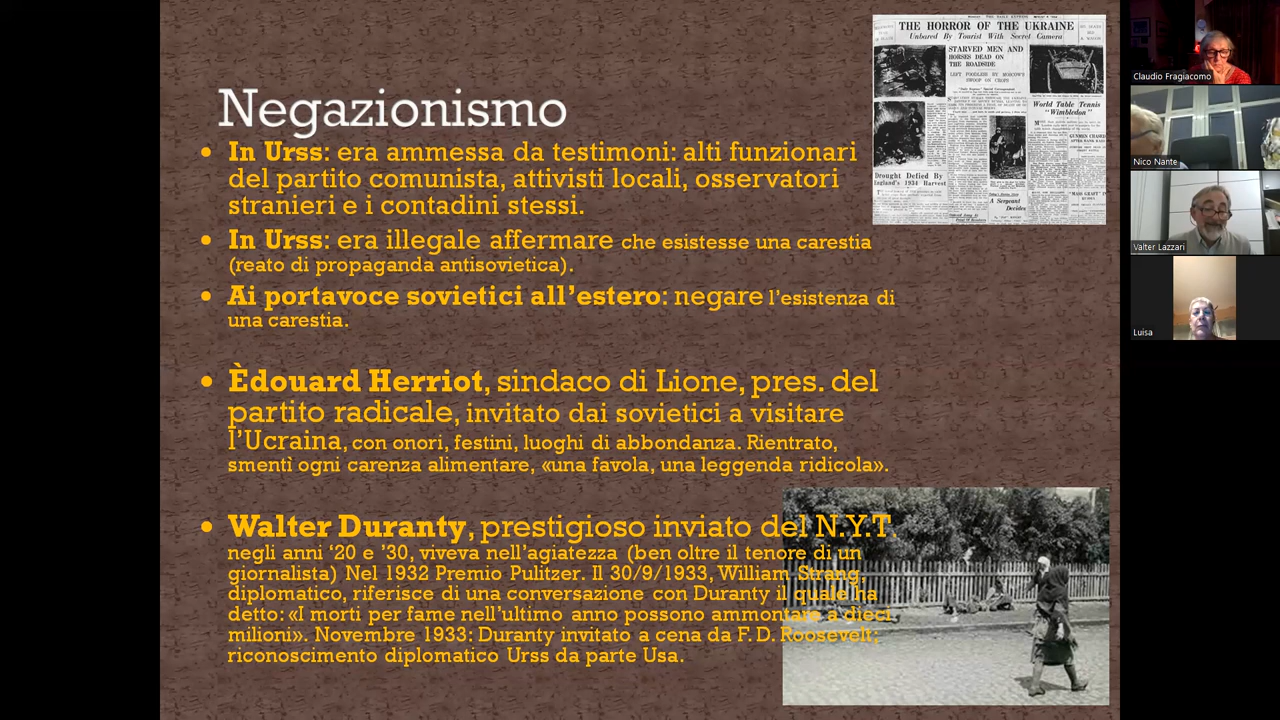 Negazionismo
• In Urss: era ammessa da testimoni: alti funzionari
del partito comunista, attivisti locali, osservatori
stranieri e i contadini stessi.
• In Urss: era illegale affermare che esistesse una carestia
(reato di propaganda antisovietica).
• Ai portavoce sovietici all’estero: negare l’esistenza di
una carestia.
• Èdouard Herriot, sindaco di Lione, pres. del
partito radicale, invitato dai sovietici a visitare
l’Ucraina, con onori, festini, luoghi di abbondanza. Rientrato,
smentì ogni carenza alimentare, «una favola, una leggenda ridicola».
• Walter Duranty, prestigioso inviato del N.Y.T.
negli anni ‘20 e ’30, viveva nell’agiatezza (ben oltre il tenore di un
giornalista) Nel 1932 Premio Pulitzer. Il 30/9/1933, William Strang,
diplomatico, riferisce di una conversazione con Duranty il quale ha
detto: «I morti per fame nell’ultimo anno possono ammontare a dieci
milioni». Novembre 1933: Duranty invitato a cena da F. D. Roosevelt;
riconoscimento diplomatico Urss da parte Usa.
THE HORROR OF THE UKRAINE
Unbared By Tourist With Secret Camera
STARVED MEN AND
HORSES DEAD ON
THE ROADSIDE
LEFT FOODLESS BY MOSCOW'S
SWOOP ON CROPS
World Table Tennis
"Wimbledon"
Drought Defied By
England's 1934 Harvest
A Sergeant
Decides
Claudio Fragiacomo
Nico Nante
Valter Lazzari
Luisa